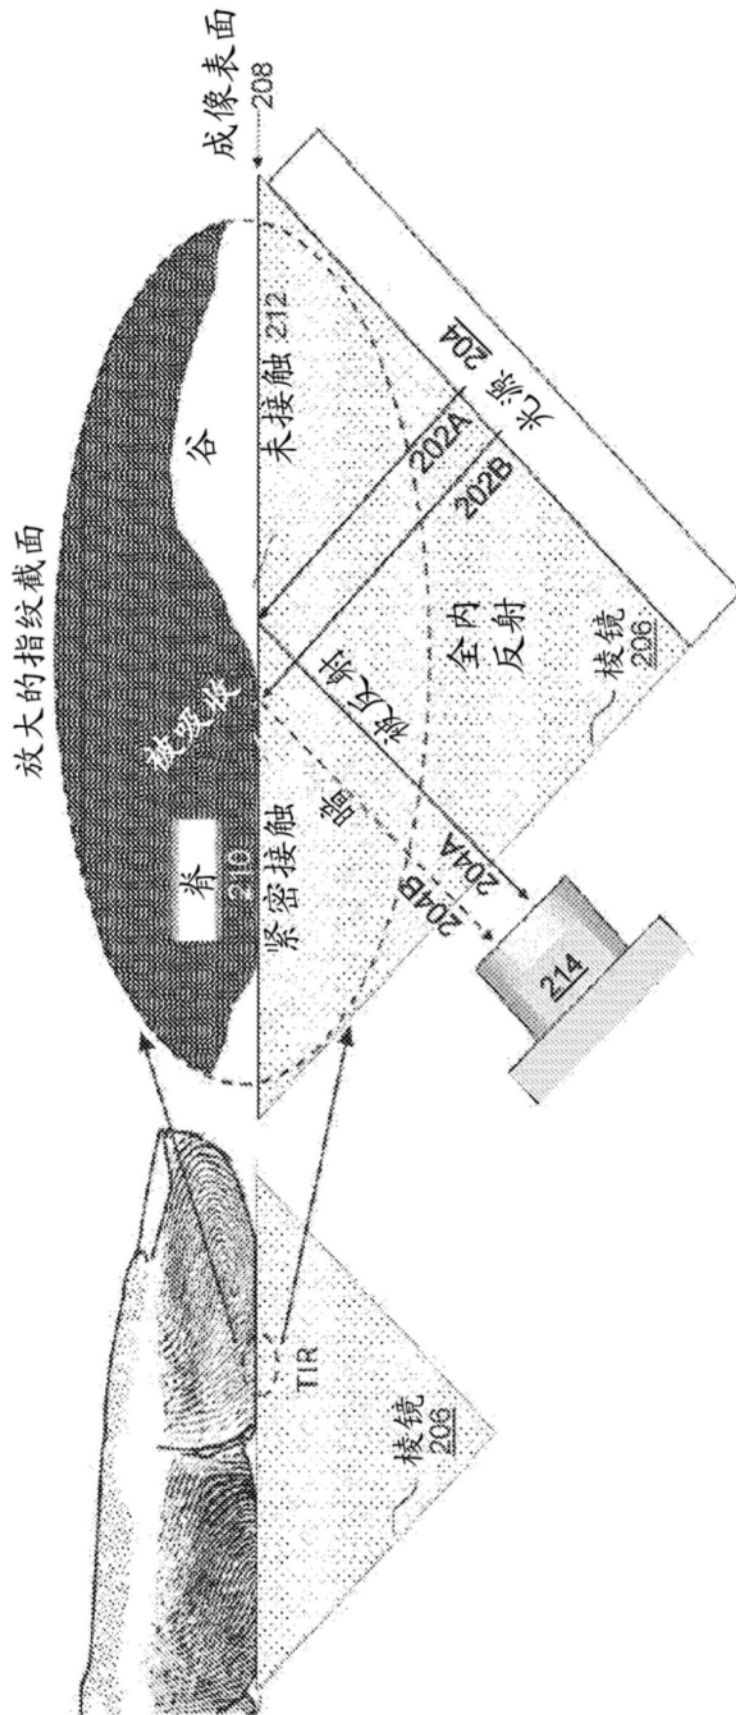 放大的指纹截面
成像表面
208
脊
210
被吸收
谷
紧密接触
未接触 212
暗
被反射
202A
202B
光源 204
全内
反射
204B
204A
棱镜
206
214
TIR
棱镜
206